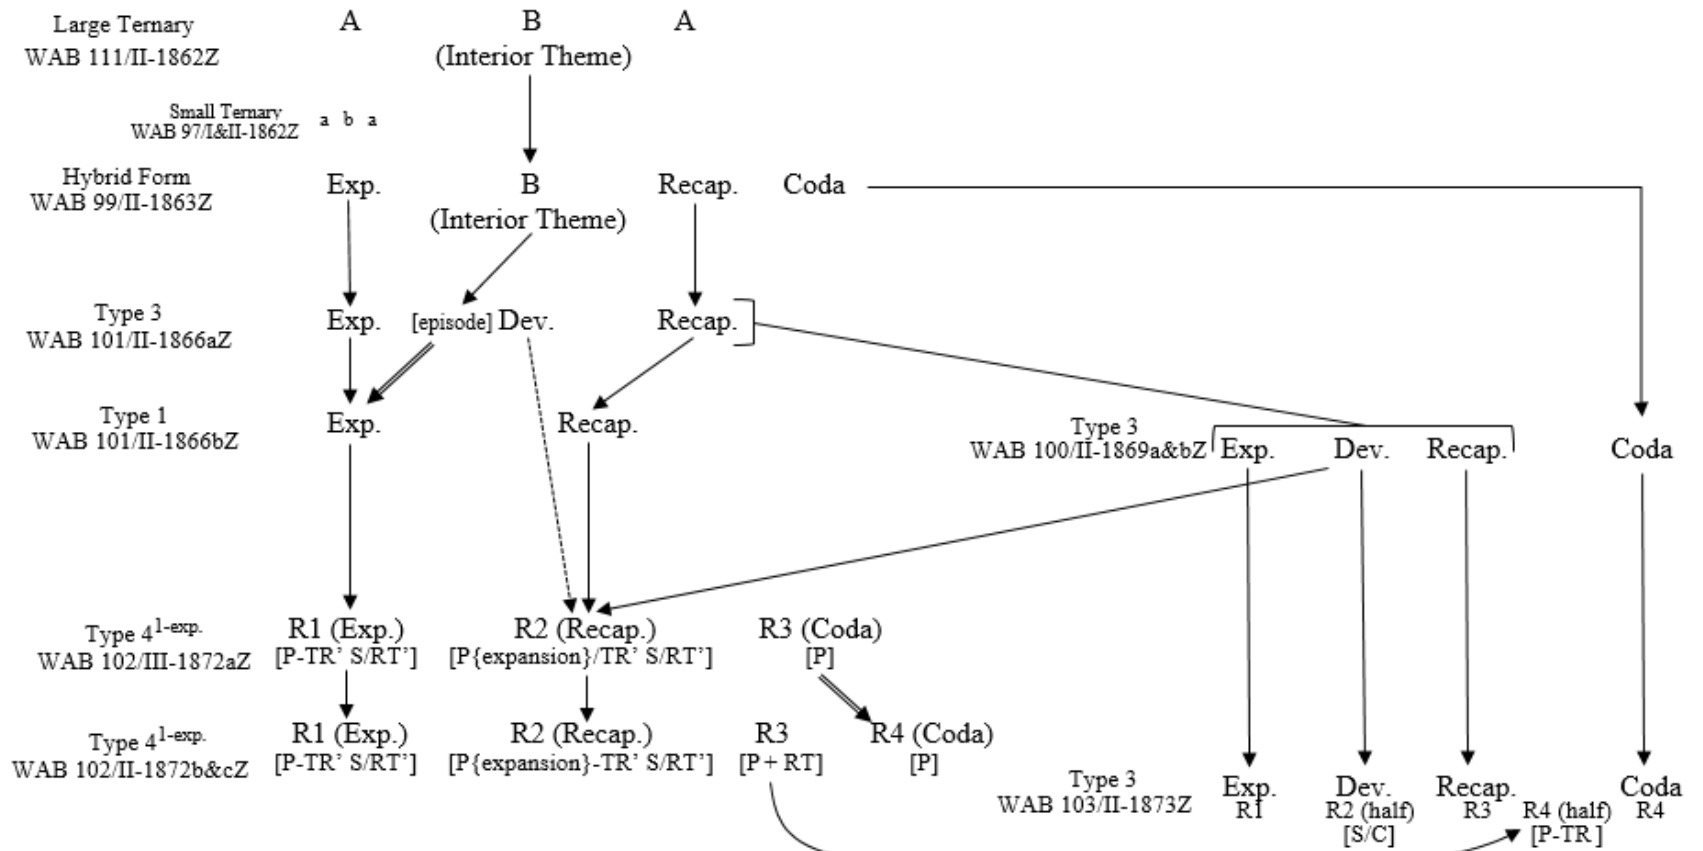 Large Ternary
WAB 111/II-1862Z
A
B
(Interior Theme)
A
Small Ternary
WAB 97/I&II-1862Z
a b a
Hybrid Form
WAB 99/II-1863Z
Exp.
B
(Interior Theme)
Recap.
Coda
Type 3
WAB 101/II-1866aZ
Exp.
[episode] Dev.
Recap.
Type 1
WAB 101/II-1866bZ
Exp.
Recap.
Type 3
WAB 100/II-1869a&bZ
Exp.
Dev.
Recap.
Coda
Type 4^1-exp.
WAB 102/III-1872aZ
R1 (Exp.)
[P-TR’ S/RT’]
R2 (Recap.)
[P{expansion}/TR’ S/RT’]
R3 (Coda)
[P]
Type 4^1-exp.
WAB 102/II-1872b&cZ
R1 (Exp.)
[P-TR’ S/RT’]
R2 (Recap.)
[P{expansion}-TR’ S/RT’]
R3
[P + RT]
R4 (Coda)
[P]
Type 3
WAB 103/II-1873Z
Exp.
R1
Dev.
R2 (half)
[S/C]
Recap.
R3
R4 (half)
[P-TR]
Coda
R4